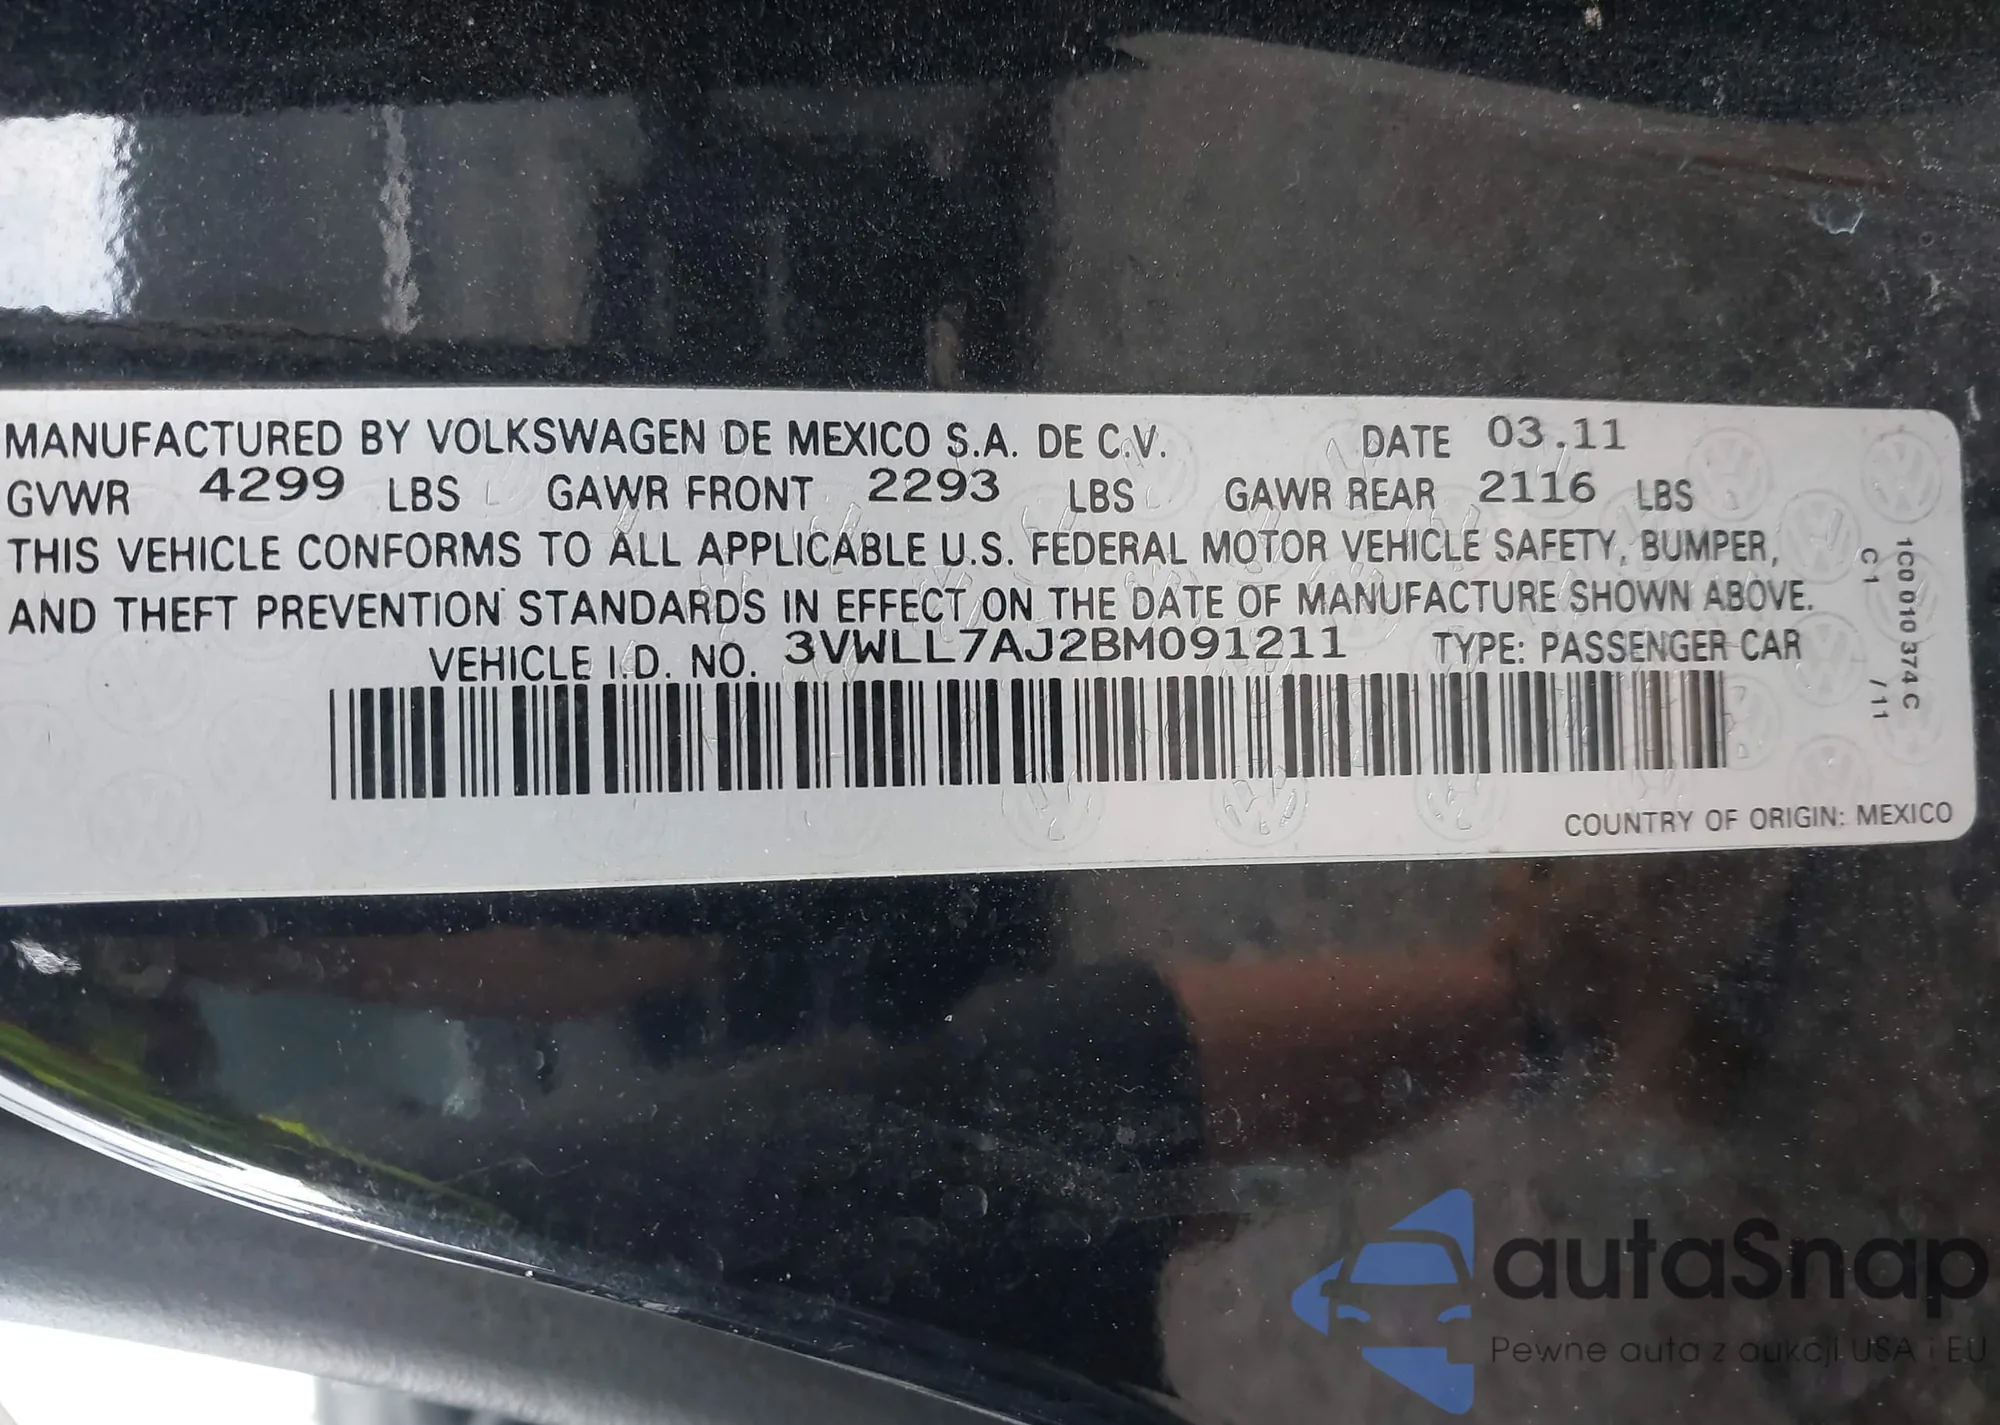 MANUFACTURED BY VOLKSWAGEN DE MEXICO S.A. DE C.V. DATE 03.11
GVWR 4299 LBS GAWR FRONT 2293 LBS GAWR REAR 2116 LBS
THIS VEHICLE CONFORMS TO ALL APPLICABLE U.S. FEDERAL MOTOR VEHICLE SAFETY, BUMPER,
AND THEFT PREVENTION STANDARDS IN EFFECT ON THE DATE OF MANUFACTURE SHOWN ABOVE.
VEHICLE I.D. NO. 3VWLL7AJ2BM091211 TYPE: PASSENGER CAR
1C0 010 374 C
C 1 / 11
COUNTRY OF ORIGIN: MEXICO
autaSnap
Pewne auta z aukcji USA i EU